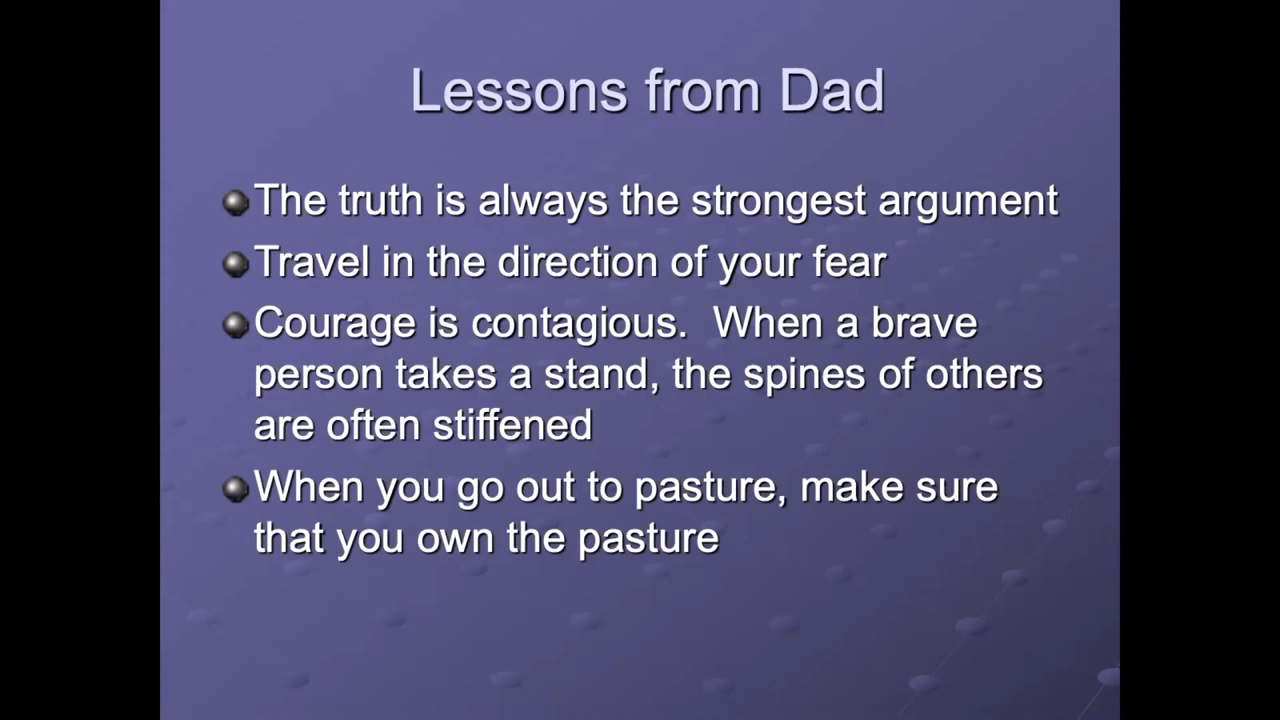 Lessons from Dad
The truth is always the strongest argument
Travel in the direction of your fear
Courage is contagious.  When a brave
person takes a stand, the spines of others
are often stiffened
When you go out to pasture, make sure
that you own the pasture